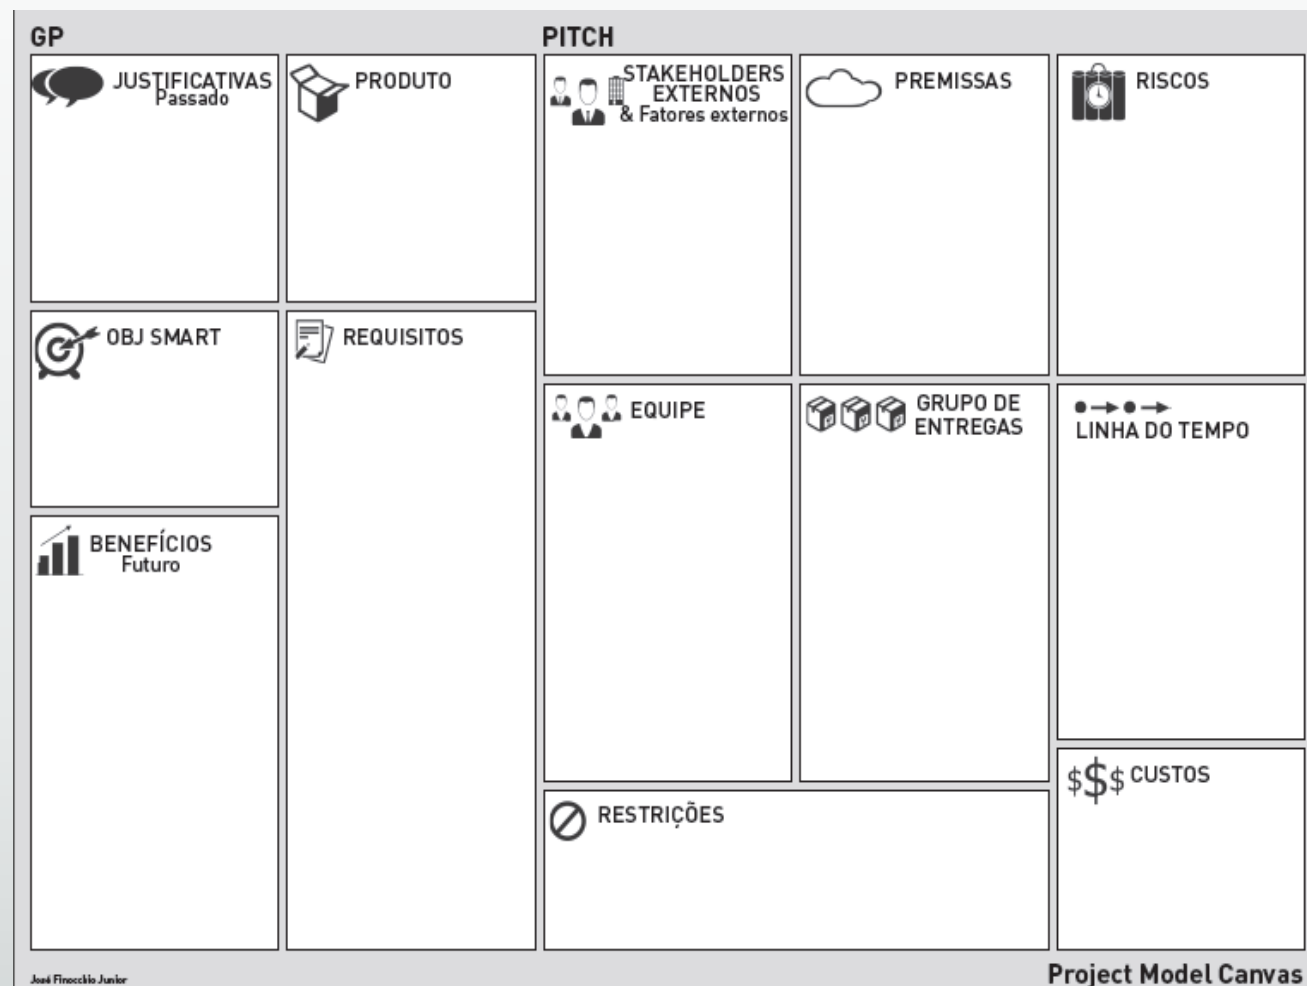 GP
PITCH
JUSTIFICATIVAS
Passado
PRODUTO
STAKEHOLDERS
EXTERNOS
& Fatores externos
PREMISSAS
RISCOS
OBJ SMART
REQUISITOS
EQUIPE
GRUPO DE
ENTREGAS
LINHA DO TEMPO
BENEFÍCIOS
Futuro
RESTRIÇÕES
$$$ CUSTOS
José Finocchio Junior
Project Model Canvas